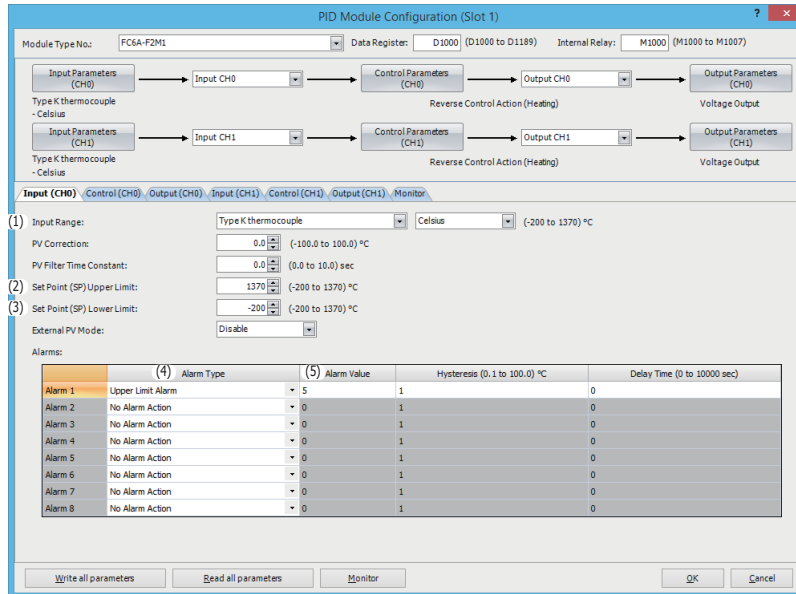 PID Module Configuration (Slot 1)
? ×
Module Type No.: FC6A-F2M1 Data Register: D1000 (D1000 to D1189) Internal Relay: M1000 (M1000 to M1007)
Input Parameters (CH0) Input CH0 Control Parameters (CH0) Output CH0 Output Parameters (CH0)
Type K thermocouple Reverse Control Action (Heating) Voltage Output
- Celsius
Input Parameters (CH1) Input CH1 Control Parameters (CH1) Output CH1 Output Parameters (CH1)
Type K thermocouple Reverse Control Action (Heating) Voltage Output
- Celsius
Input (CH0) Control (CH0) Output (CH0) Input (CH1) Control (CH1) Output (CH1) Monitor
(1) Input Range: Type K thermocouple Celsius (-200 to 1370) °C
PV Correction: 0.0 (-100.0 to 100.0) °C
PV Filter Time Constant: 0.0 (0.0 to 10.0) sec
(2) Set Point (SP) Upper Limit: 1370 (-200 to 1370) °C
(3) Set Point (SP) Lower Limit: -200 (-200 to 1370) °C
External PV Mode: Disable
Alarms:
(4) Alarm Type (5) Alarm Value Hysteresis (0.1 to 100.0) °C Delay Time (0 to 10000 sec)
Alarm 1 Upper Limit Alarm 5 1 0
Alarm 2 No Alarm Action 0 1 0
Alarm 3 No Alarm Action 0 1 0
Alarm 4 No Alarm Action 0 1 0
Alarm 5 No Alarm Action 0 1 0
Alarm 6 No Alarm Action 0 1 0
Alarm 7 No Alarm Action 0 1 0
Alarm 8 No Alarm Action 0 1 0
Write all parameters Read all parameters Monitor OK Cancel